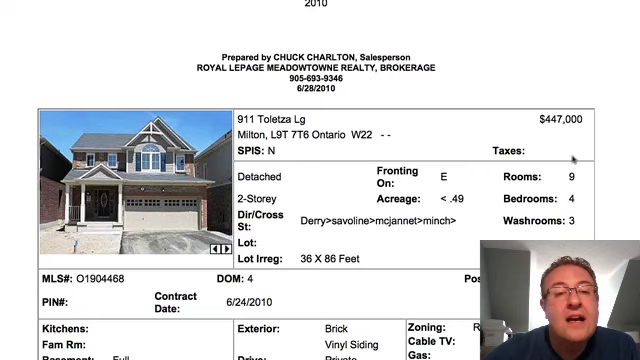 2010
Prepared by CHUCK CHARLTON, Salesperson
ROYAL LEPAGE MEADOWTOWNE REALTY, BROKERAGE
905-693-9346
6/28/2010
911 Toletza Lg $447,000
Milton, L9T 7T6 Ontario W22 - -
SPIS: N Taxes:
Detached Fronting On: E Rooms: 9
2-Storey Acreage: < .49 Bedrooms: 4
Dir/Cross St: Derry>savoline>mcjannet>minch> Washrooms: 3
Lot:
Lot Irreg: 36 X 86 Feet
MLS#: O1904468 DOM: 4
PIN#: Contract Date: 6/24/2010
Kitchens: Exterior: Brick Zoning:
Fam Rm: Vinyl Siding Cable TV:
Basement: Full Drive: Private Gas: